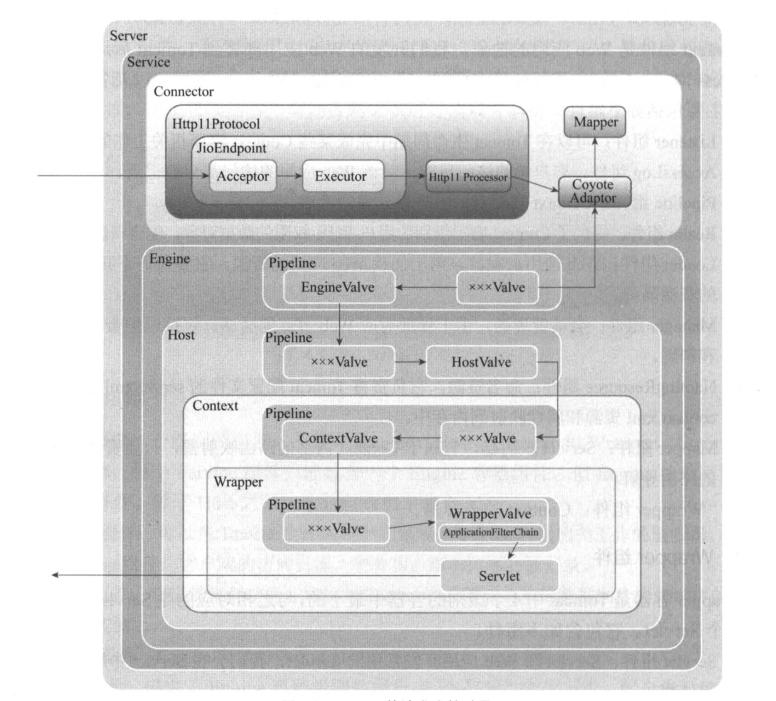 Server
Service
Connector
Http11Protocol
JioEndpoint
Acceptor
Executor
Http11 Processor
Mapper
Coyote
Adaptor
Engine
Pipeline
EngineValve
×××Valve
Host
Pipeline
×××Valve
HostValve
Context
Pipeline
ContextValve
×××Valve
Wrapper
Pipeline
×××Valve
WrapperValve
ApplicationFilterChain
Servlet